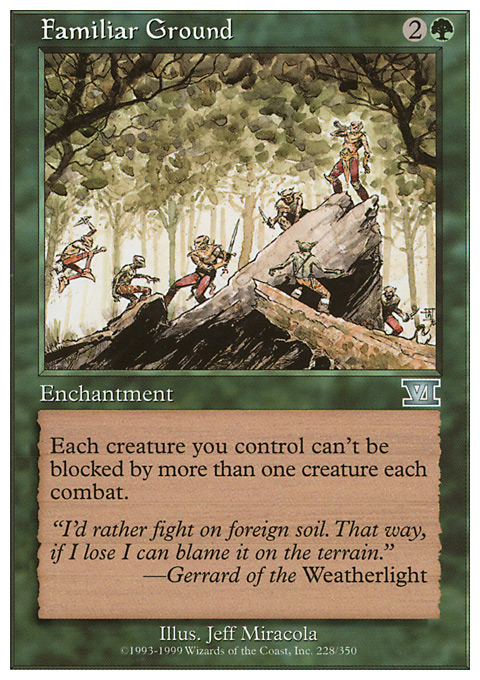 Familiar Ground 2
Enchantment VI
Each creature you control can't be
blocked by more than one creature each
combat.
“I'd rather fight on foreign soil. That way,
if I lose I can blame it on the terrain.”
—Gerrard of the Weatherlight
Illus. Jeff Miracola
©1993-1999 Wizards of the Coast, Inc. 228/350